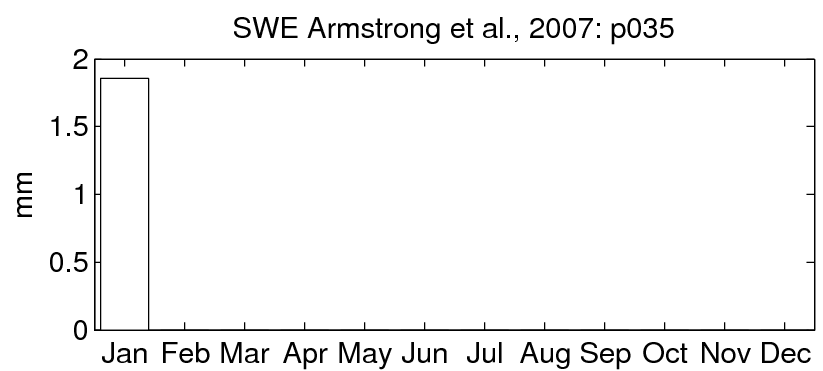 SWE Armstrong et al., 2007: p035
2
1.5
1
0.5
0
mm
Jan Feb Mar Apr May Jun Jul Aug Sep Oct Nov Dec